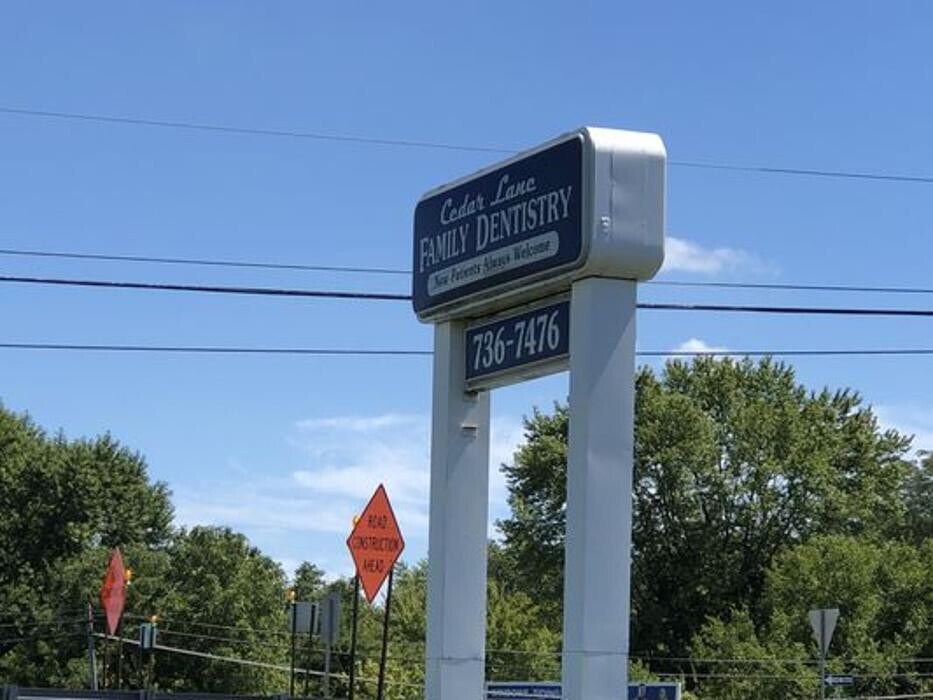 Cedar Lane
FAMILY DENTISTRY
New Patients Always Welcome
736-7476
ROAD
CONSTRUCTION
AHEAD